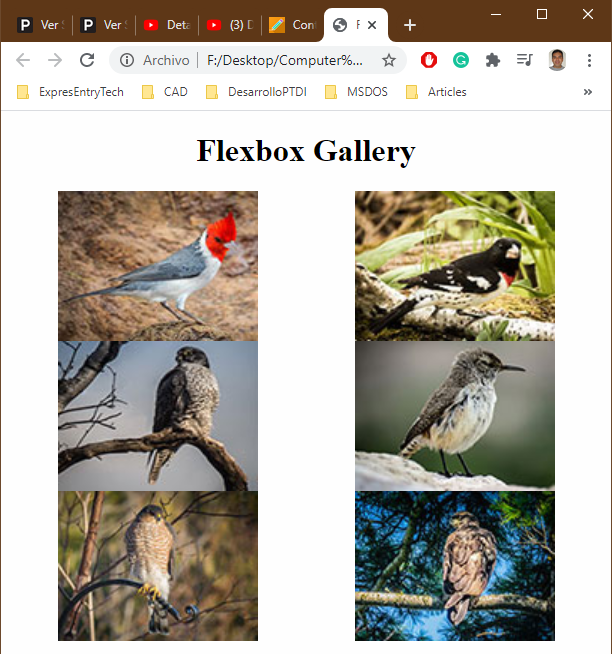 Ver S
Ver S
Deta
(3) D
Con
F
Archivo F:/Desktop/Computer%...
ExpresEntryTech
CAD
DesarrolloPTDI
MSDOS
Articles
Flexbox Gallery